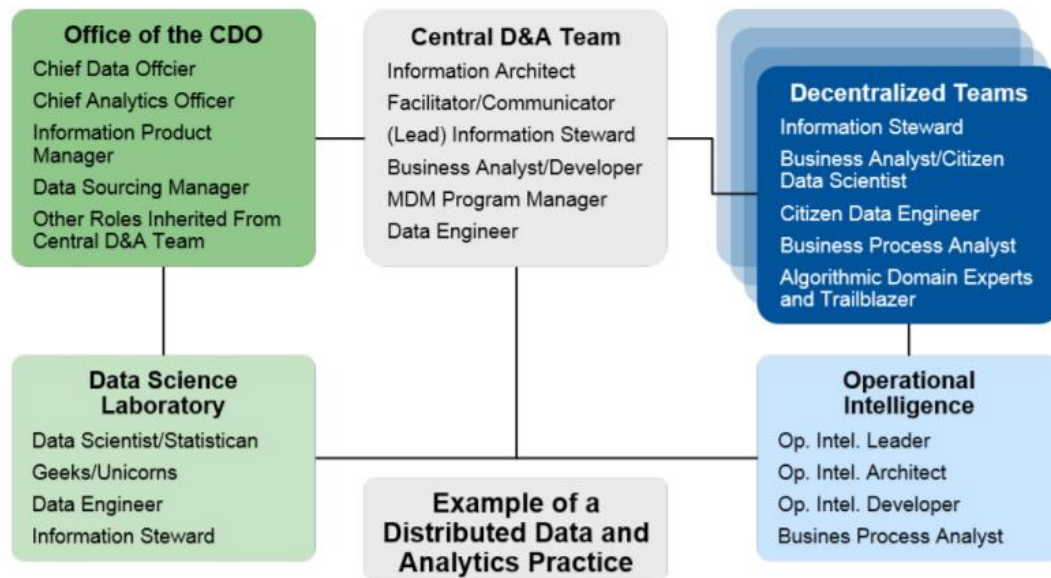 Office of the CDO
Chief Data Offcier
Chief Analytics Officer
Information Product
Manager
Data Sourcing Manager
Other Roles Inherited From
Central D&A Team
Central D&A Team
Information Architect
Facilitator/Communicator
(Lead) Information Steward
Business Analyst/Developer
MDM Program Manager
Data Engineer
Decentralized Teams
Information Steward
Business Analyst/Citizen
Data Scientist
Citizen Data Engineer
Business Process Analyst
Algorithmic Domain Experts
and Trailblazer
Data Science
Laboratory
Data Scientist/Statistican
Geeks/Unicorns
Data Engineer
Information Steward
Example of a
Distributed Data and
Analytics Practice
Operational
Intelligence
Op. Intel. Leader
Op. Intel. Architect
Op. Intel. Developer
Busines Process Analyst